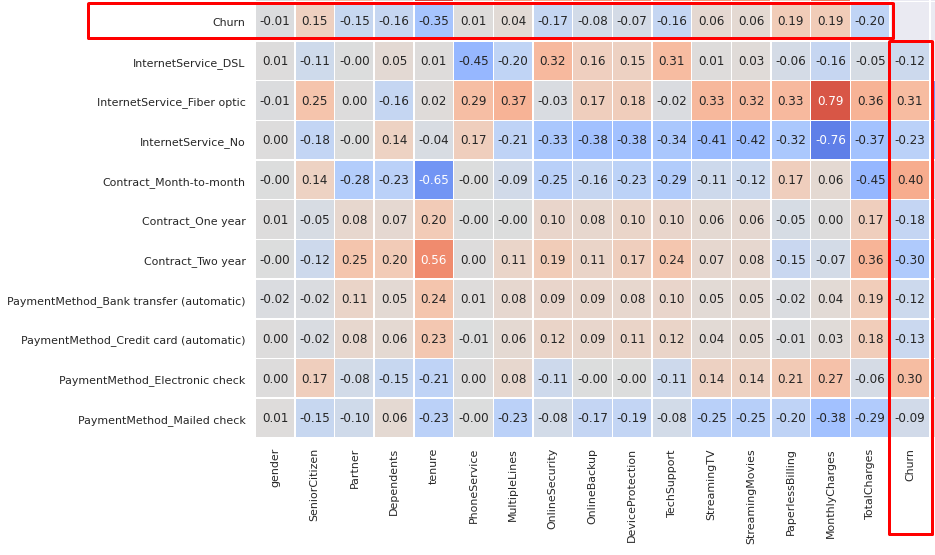 Churn -0.01 0.15 -0.15 -0.16 -0.35 0.01 0.04 -0.17 -0.08 -0.07 -0.16 0.06 0.06 0.19 0.19 -0.20
InternetService_DSL 0.01 -0.11 -0.00 0.05 0.01 -0.45 -0.20 0.32 0.16 0.15 0.31 0.01 0.03 -0.06 -0.16 -0.05 -0.12
InternetService_Fiber optic -0.01 0.25 0.00 -0.16 0.02 0.29 0.37 -0.03 0.17 0.18 -0.02 0.33 0.32 0.33 0.79 0.36 0.31
InternetService_No 0.00 -0.18 -0.00 0.14 -0.04 0.17 -0.21 -0.33 -0.38 -0.38 -0.34 -0.41 -0.42 -0.32 -0.76 -0.37 -0.23
Contract_Month-to-month -0.00 0.14 -0.28 -0.23 -0.65 -0.00 -0.09 -0.25 -0.16 -0.23 -0.29 -0.11 -0.12 0.17 0.06 -0.45 0.40
Contract_One year 0.01 -0.05 0.08 0.07 0.20 -0.00 -0.00 0.10 0.08 0.10 0.10 0.06 0.06 -0.05 0.00 0.17 -0.18
Contract_Two year -0.00 -0.12 0.25 0.20 0.56 0.00 0.11 0.19 0.11 0.17 0.24 0.07 0.08 -0.15 -0.07 0.36 -0.30
PaymentMethod_Bank transfer (automatic) -0.02 -0.02 0.11 0.05 0.24 0.01 0.08 0.09 0.09 0.08 0.10 0.05 0.05 -0.02 0.04 0.19 -0.12
PaymentMethod_Credit card (automatic) 0.00 -0.02 0.08 0.06 0.23 -0.01 0.06 0.12 0.09 0.11 0.12 0.04 0.05 -0.01 0.03 0.18 -0.13
PaymentMethod_Electronic check 0.00 0.17 -0.08 -0.15 -0.21 0.00 0.08 -0.11 -0.00 -0.00 -0.11 0.14 0.14 0.21 0.27 -0.06 0.30
PaymentMethod_Mailed check 0.01 -0.15 -0.10 0.06 -0.23 -0.00 -0.23 -0.08 -0.17 -0.19 -0.08 -0.25 -0.25 -0.20 -0.38 -0.29 -0.09
gender
SeniorCitizen
Partner
Dependents
tenure
PhoneService
MultipleLines
OnlineSecurity
OnlineBackup
DeviceProtection
TechSupport
StreamingTV
StreamingMovies
PaperlessBilling
MonthlyCharges
TotalCharges
Churn